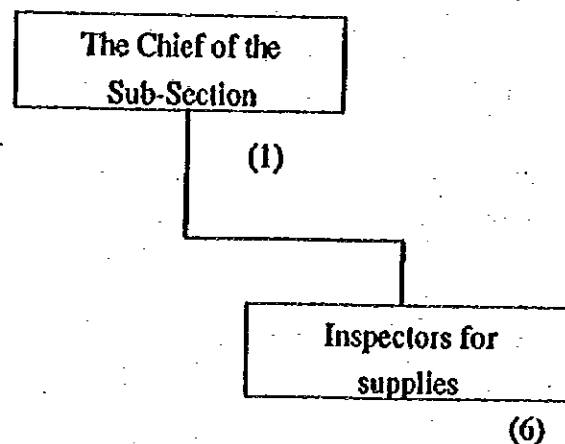 The Chief of the
Sub-Section
(1)
Inspectors for
supplies
(6)